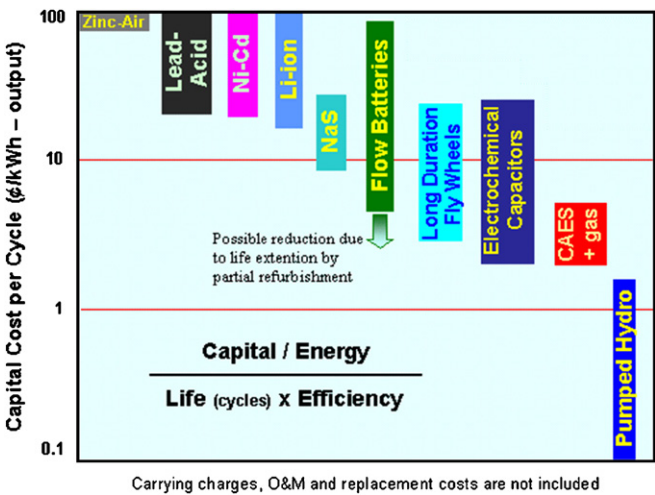 Capital Cost per Cycle (¢/kWh – output)
100
10
1
0.1
Zinc-Air
Lead-
Acid
Ni-Cd
Li-ion
NaS
Flow Batteries
Long Duration
Fly Wheels
Electrochemical
Capacitors
CAES
+ gas
Pumped Hydro
Possible reduction due
to life extention by
partial refurbishment
Capital / Energy
Life (cycles) x Efficiency
Carrying charges, O&M and replacement costs are not included